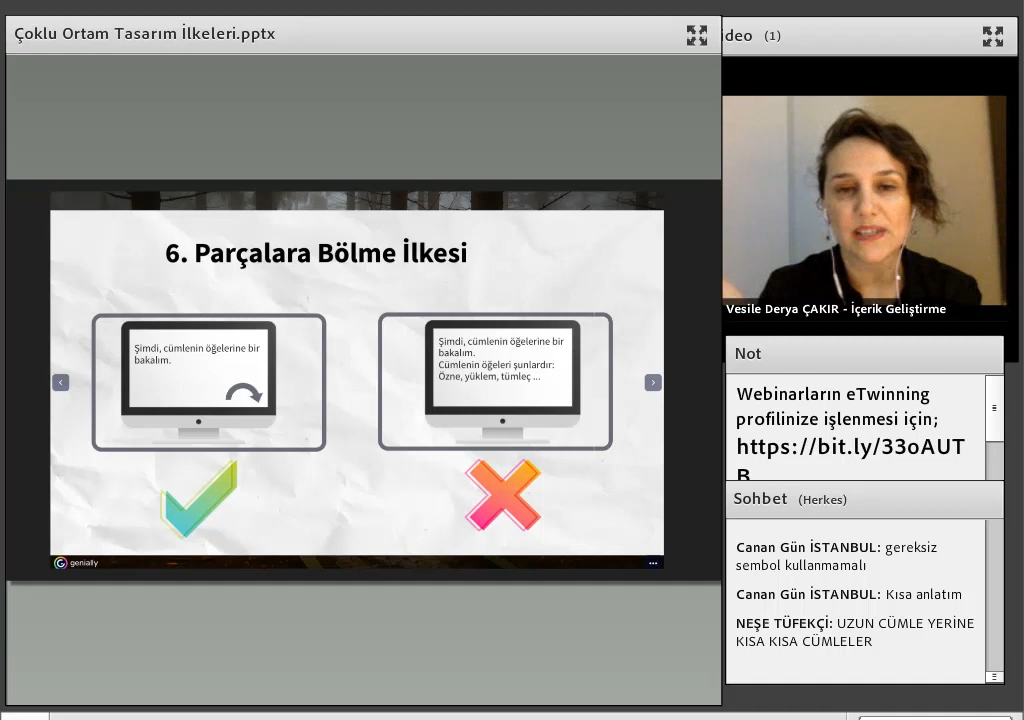 Çoklu Ortam Tasarım İlkeleri.pptx
6. Parçalara Bölme İlkesi
Şimdi, cümlenin öğelerine bir
bakalım.
Şimdi, cümlenin öğelerine bir
bakalım.
Cümlenin öğeleri şunlardır:
Özne, yüklem, tümleç ...
genially
ideo (1)
Vesile Derya ÇAKIR - İçerik Geliştirme
Not
Webinarların eTwinning
profilinize işlenmesi için;
https://bit.ly/33oAUT
B
Sohbet (Herkes)
Canan Gün İSTANBUL: gereksiz
sembol kullanmamalı
Canan Gün İSTANBUL: Kısa anlatım
NEŞE TÜFEKÇİ: UZUN CÜMLE YERİNE
KISA KISA CÜMLELER